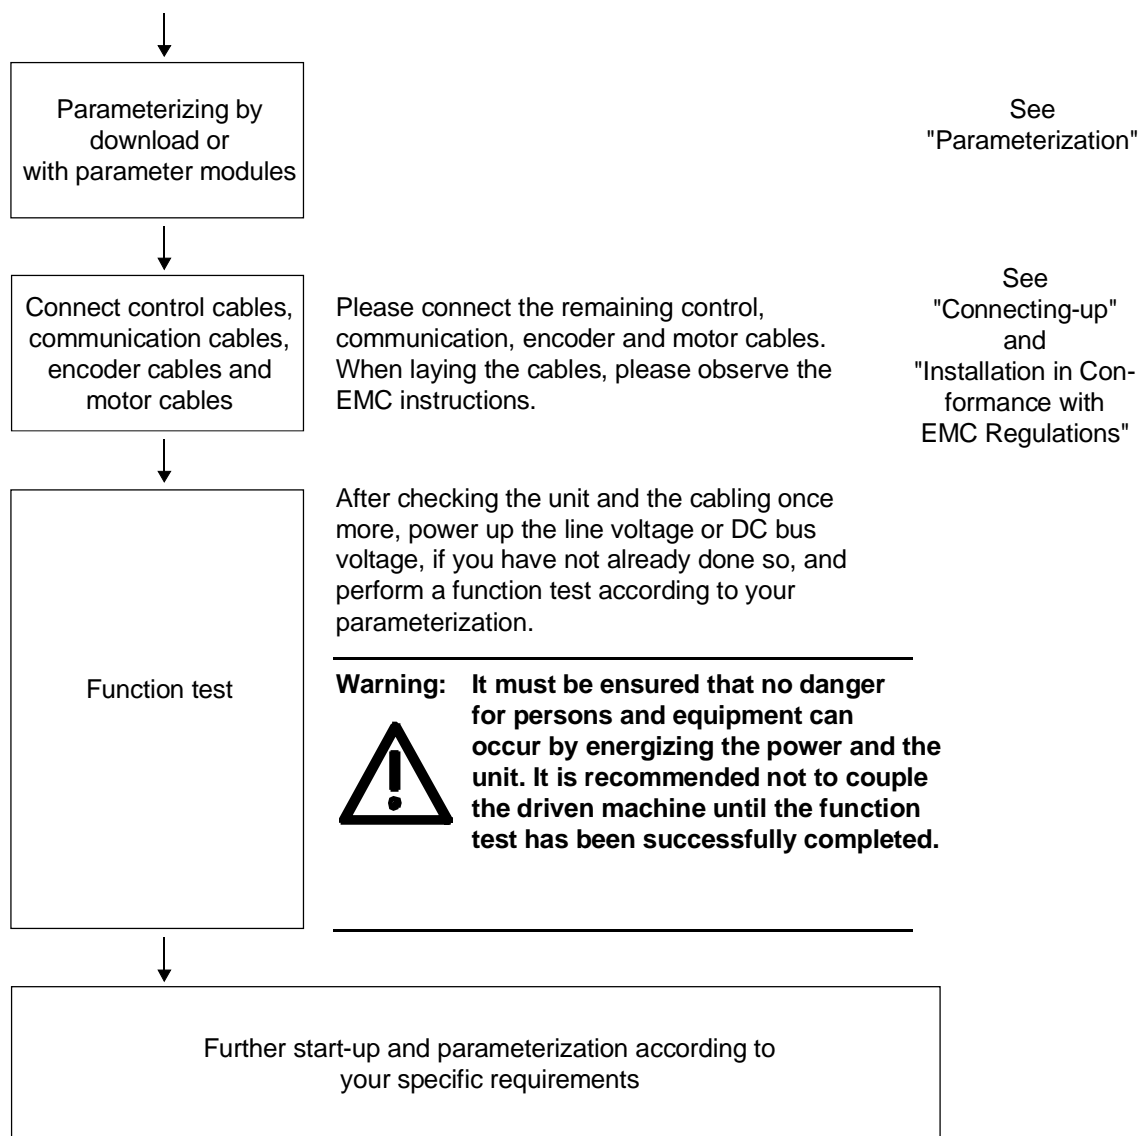 Parameterizing by
download or
with parameter modules
See
"Parameterization"
Connect control cables,
communication cables,
encoder cables and
motor cables
Please connect the remaining control,
communication, encoder and motor cables.
When laying the cables, please observe the
EMC instructions.
See
"Connecting-up"
and
"Installation in Con-
formance with
EMC Regulations"
Function test
After checking the unit and the cabling once
more, power up the line voltage or DC bus
voltage, if you have not already done so, and
perform a function test according to your
parameterization.
Warning: It must be ensured that no danger
for persons and equipment can
occur by energizing the power and the
unit. It is recommended not to couple
the driven machine until the function
test has been successfully completed.
Further start-up and parameterization according to
your specific requirements